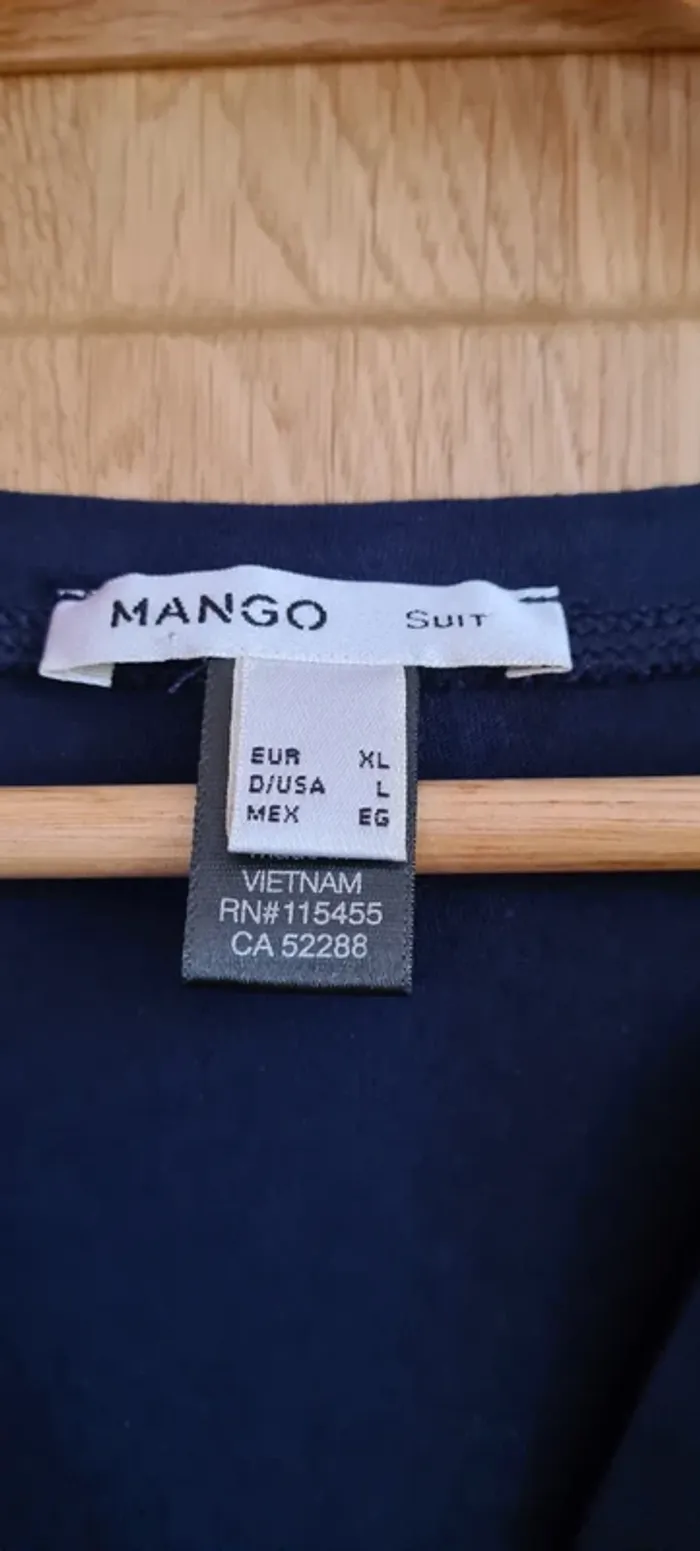 MANGO SUIT
EUR XL
D/USA L
MEX EG
VIETNAM
RN#115455
CA 52288